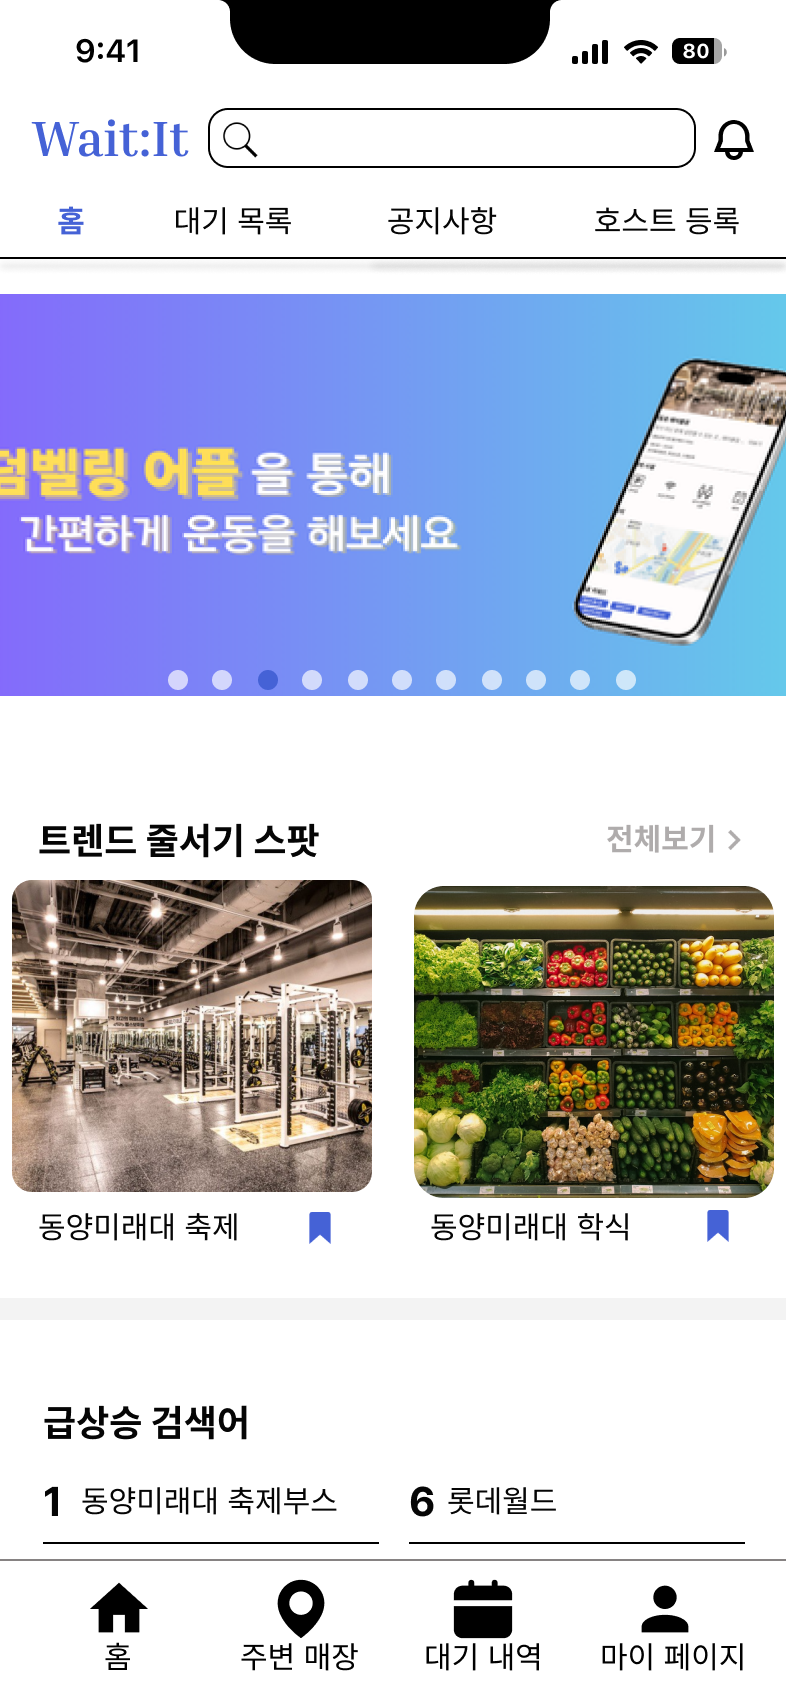 9:41
80
Wait:It
홈 대기 목록 공지사항 호스트 등록
덤벨링 어플 을 통해
간편하게 운동을 해보세요
트렌드 줄서기 스팟
전체보기 >
동양미래대 축제
동양미래대 학식
급상승 검색어
1 동양미래대 축제부스
6 롯데월드
홈 주변 매장 대기 내역 마이 페이지